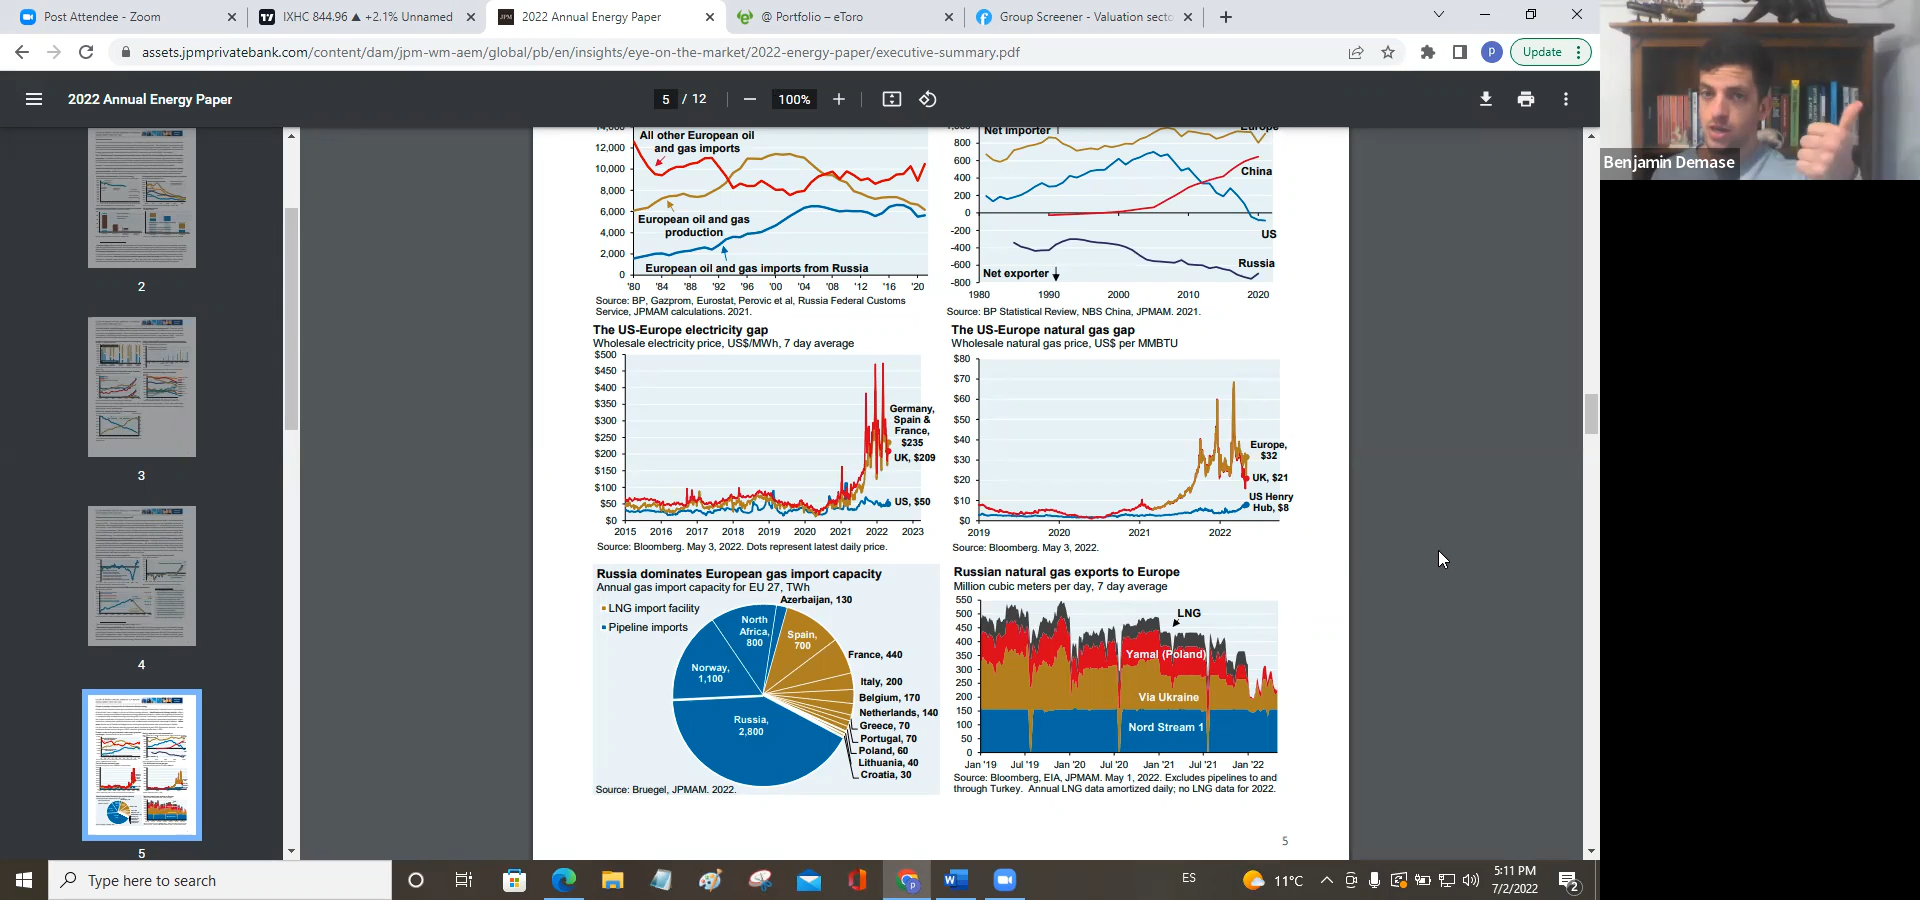 Post Attendee - Zoom
IXHC 844.96 ▲ +2.1% Unnamed
JPM
2022 Annual Energy Paper
@ Portfolio – eToro
Group Screener - Valuation secto
assets.jpmprivatebank.com/content/dam/jpm-wm-aem/global/pb/en/insights/eye-on-the-market/2022-energy-paper/executive-summary.pdf
P
Update
2022 Annual Energy Paper
5 / 12
100%
Benjamin Demase
2
3
4
5
14,000
12,000
10,000
8,000
6,000
4,000
2,000
0
All other European oil
and gas imports
European oil and gas
production
European oil and gas imports from Russia
'80 '84 '88 '92 '96 '00 '04 '08 '12 '16 '20
Source: BP, Gazprom, Eurostat, Perovic et al, Russia Federal Customs
Service, JPMAM calculations. 2021.
1,000
800
600
400
200
0
-200
-400
-600
-800
Net importer
Europe
China
US
Russia
Net exporter
1980 1990 2000 2010 2020
Source: BP Statistical Review, NBS China, JPMAM. 2021.
The US-Europe electricity gap
Wholesale electricity price, US$/MWh, 7 day average
$500
$450
$400
$350
$300
$250
$200
$150
$100
$50
$0
Germany,
Spain &
France,
$235
UK, $209
US, $50
2015 2016 2017 2018 2019 2020 2021 2022 2023
Source: Bloomberg. May 3, 2022. Dots represent latest daily price.
The US-Europe natural gas gap
Wholesale natural gas price, US$ per MMBTU
$80
$70
$60
$50
$40
$30
$20
$10
$0
Europe,
$32
UK, $21
US Henry
Hub, $8
2019 2020 2021 2022
Source: Bloomberg. May 3, 2022.
Russia dominates European gas import capacity
Annual gas import capacity for EU 27, TWh
LNG import facility
Pipeline imports
Azerbaijan, 130
North
Africa,
800
Spain,
700
France, 440
Norway,
1,100
Italy, 200
Belgium, 170
Netherlands, 140
Greece, 70
Portugal, 70
Poland, 60
Lithuania, 40
Croatia, 30
Russia,
2,800
Source: Bruegel, JPMAM. 2022.
Russian natural gas exports to Europe
Million cubic meters per day, 7 day average
550
500
450
400
350
300
250
200
150
100
50
0
LNG
Yamal (Poland)
Via Ukraine
Nord Stream 1
Jan '19 Jul '19 Jan '20 Jul '20 Jan '21 Jul '21 Jan '22
Source: Bloomberg, EIA, JPMAM. May 1, 2022. Excludes pipelines to and
through Turkey. Annual LNG data amortized daily; no LNG data for 2022.
5
Type here to search
ES
11°C
5:11 PM
7/2/2022
2